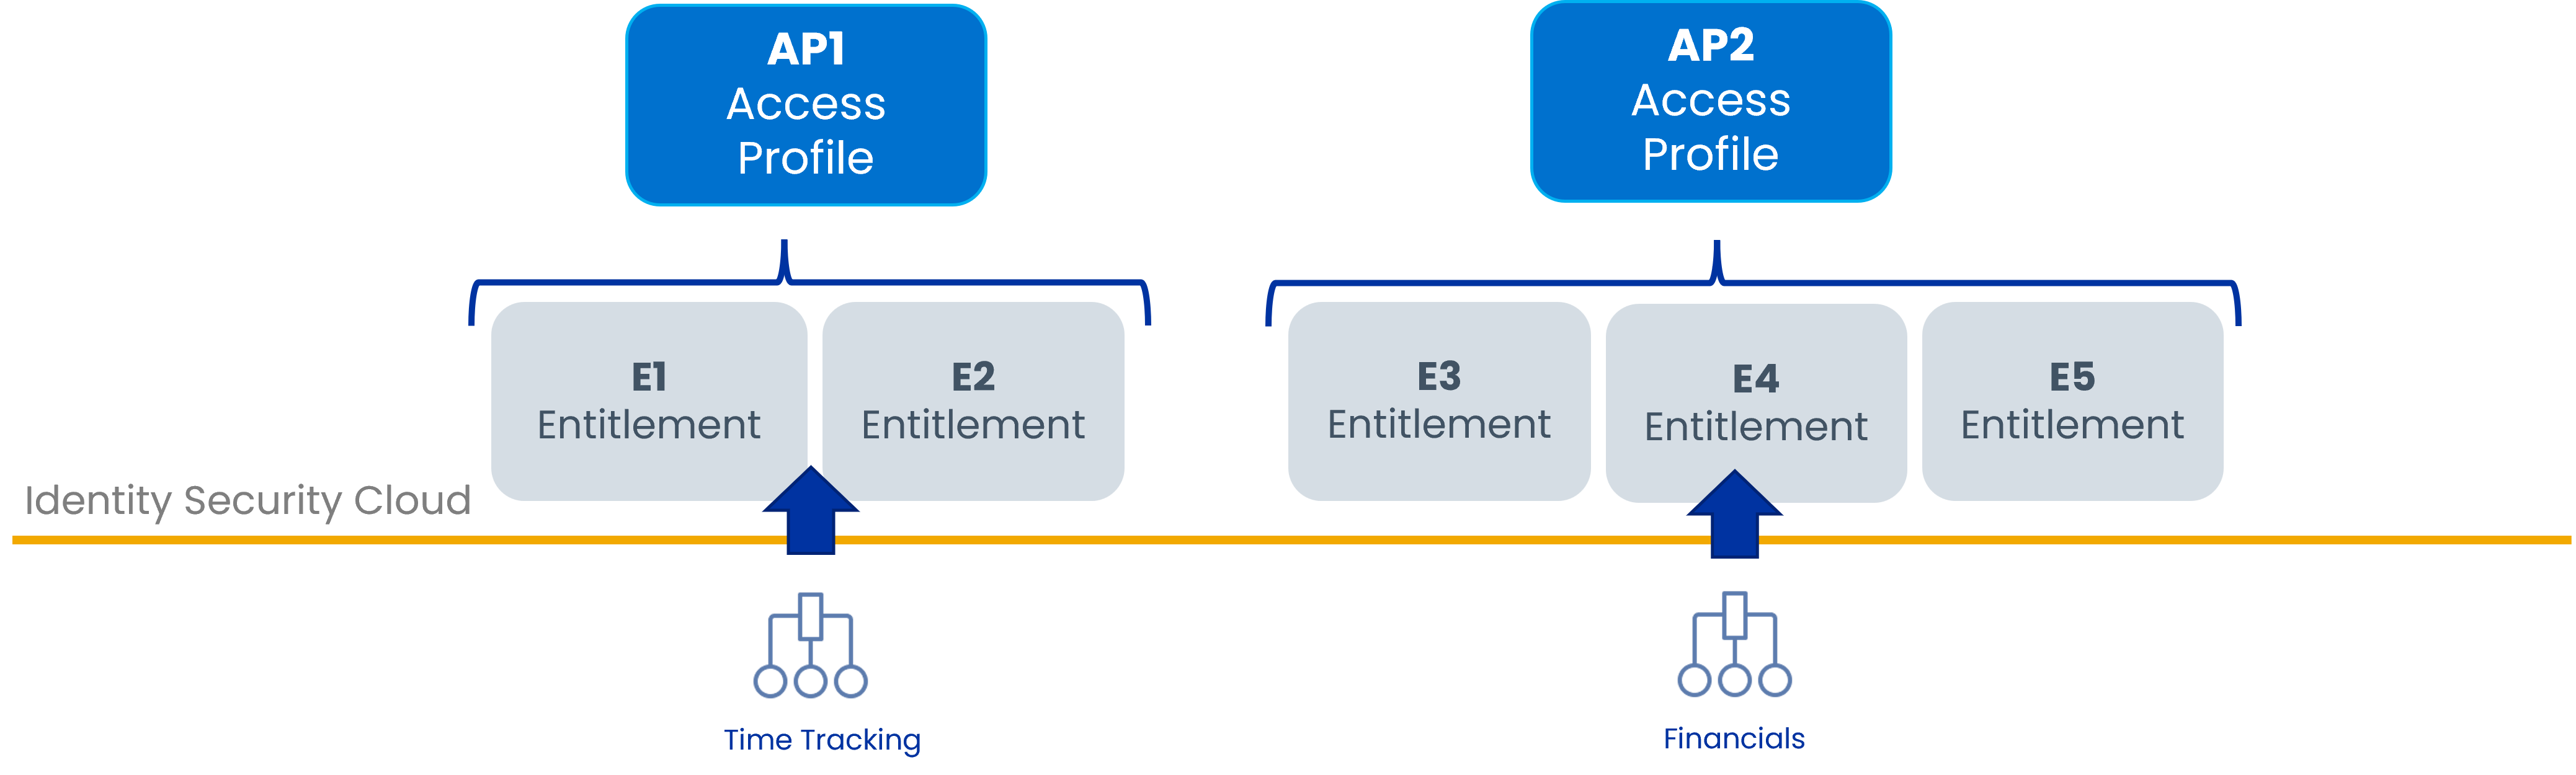 AP1
Access
Profile
AP2
Access
Profile
E1
Entitlement
E2
Entitlement
E3
Entitlement
E4
Entitlement
E5
Entitlement
Identity Security Cloud
Time Tracking
Financials